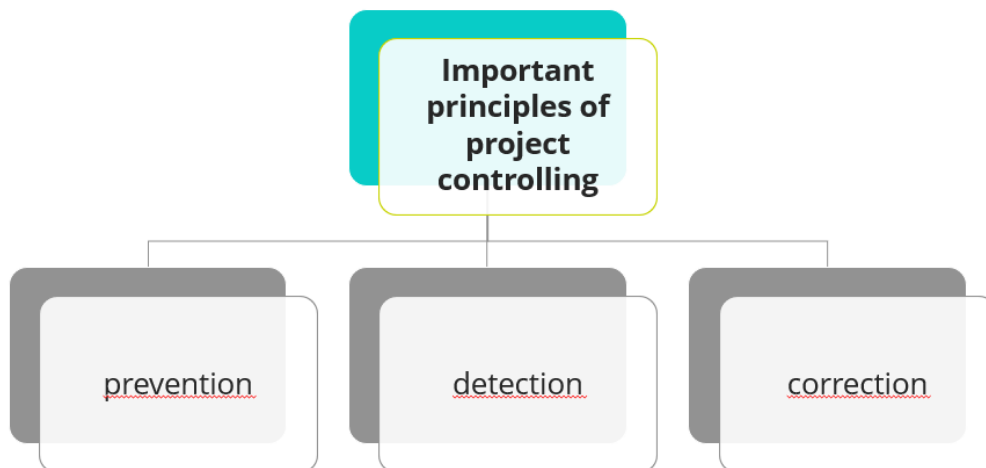 Important
principles of
project
controlling
prevention
detection
correction